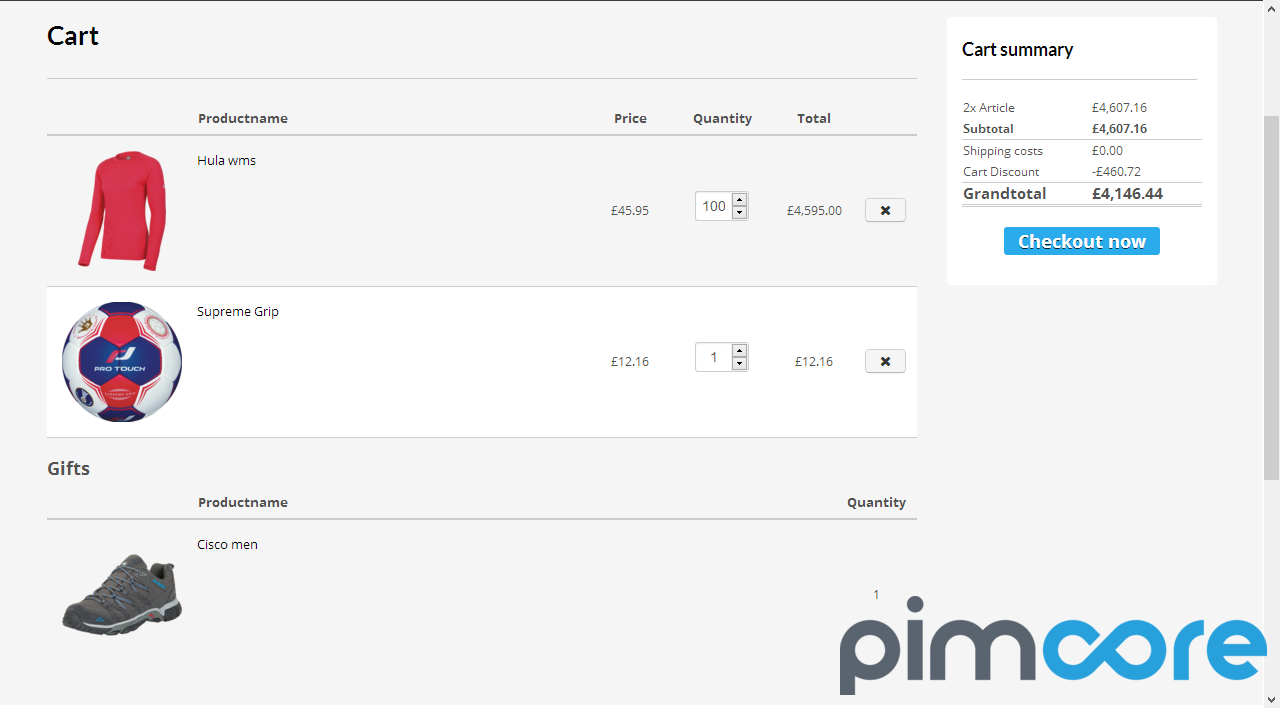 Cart
Productname Price Quantity Total
Hula wms
£45.95 100 £4,595.00
Supreme Grip
PRO TOUCH
£12.16 1 £12.16
Gifts
Productname Quantity
Cisco men
1
Cart summary
2x Article £4,607.16
Subtotal £4,607.16
Shipping costs £0.00
Cart Discount -£460.72
Grandtotal £4,146.44
Checkout now
pimcore